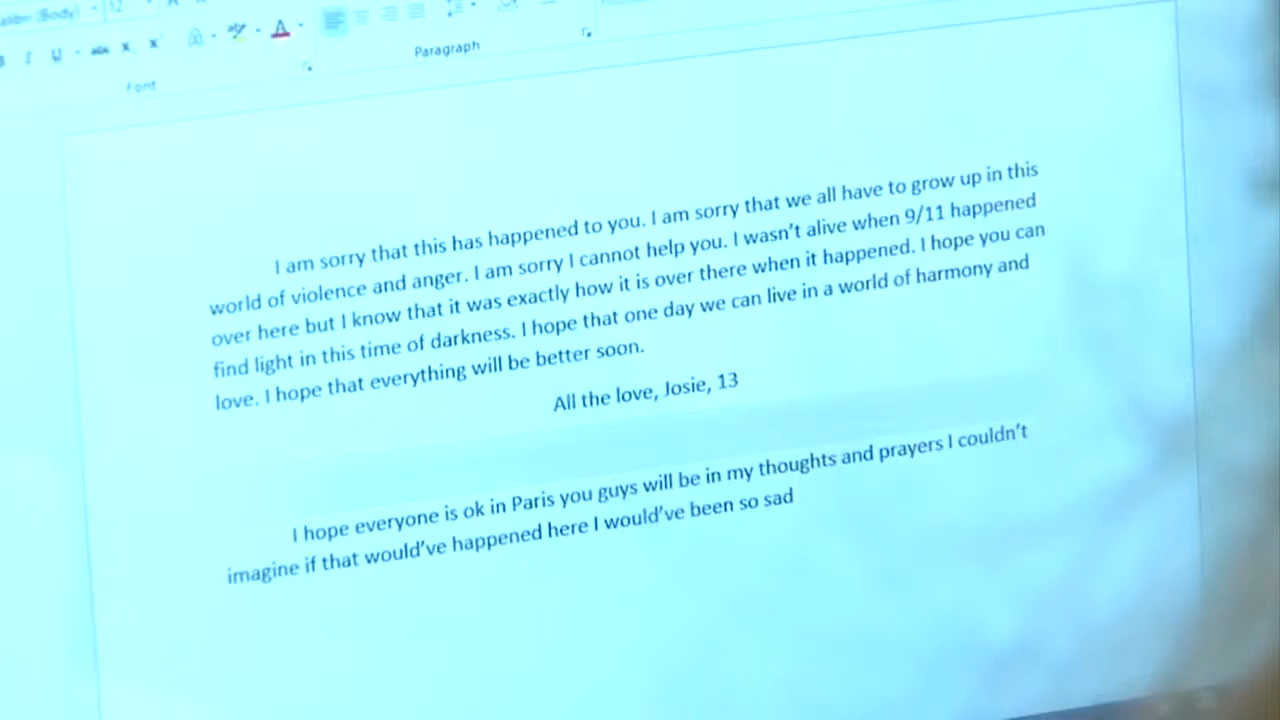 12
Paragraph
Font
I am sorry that this has happened to you. I am sorry that we all have to grow up in this
world of violence and anger. I am sorry I cannot help you. I wasn't alive when 9/11 happened
over here but I know that it was exactly how it is over there when it happened. I hope you can
find light in this time of darkness. I hope that one day we can live in a world of harmony and
love. I hope that everything will be better soon.
All the love, Josie, 13
I hope everyone is ok in Paris you guys will be in my thoughts and prayers I couldn't
imagine if that would've happened here I would've been so sad